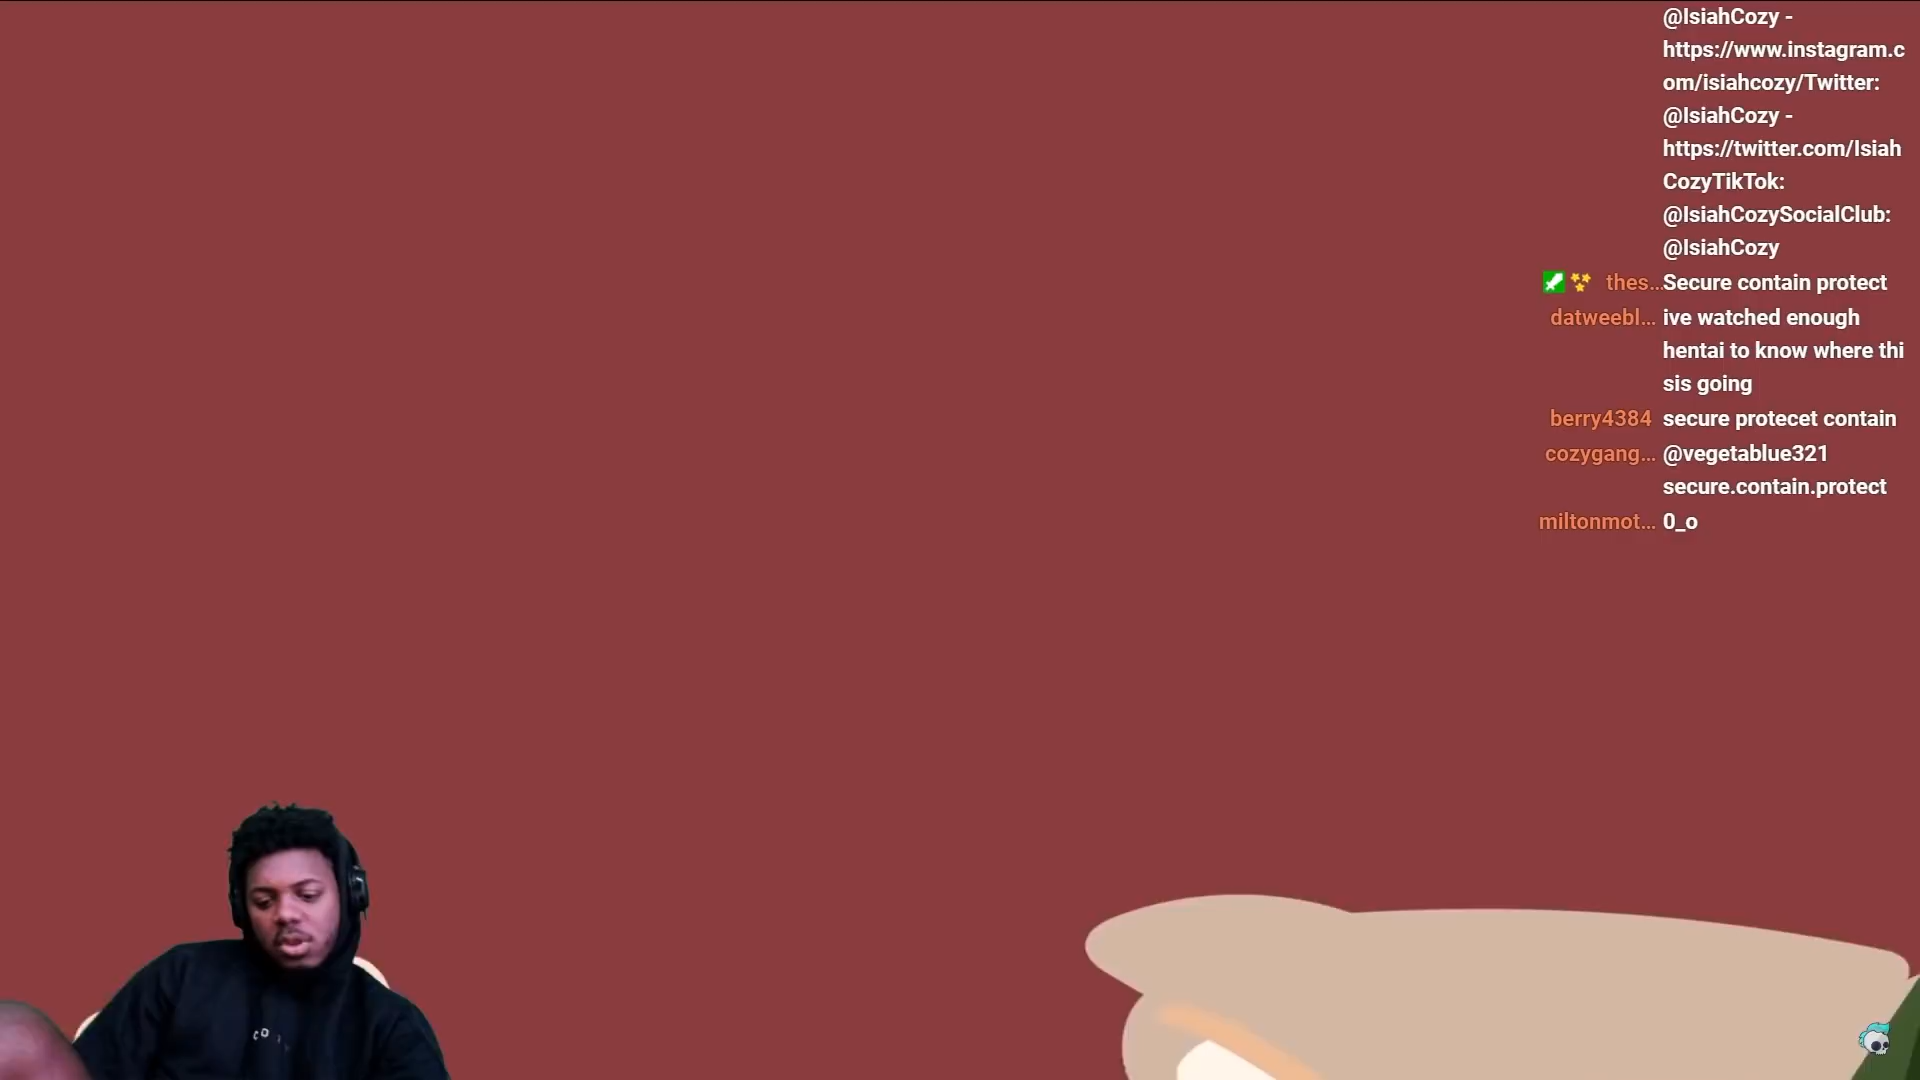 @IsiahCozy -
https://www.instagram.c
om/isiahcozy/Twitter:
@IsiahCozy -
https://twitter.com/Isiah
CozyTikTok:
@IsiahCozySocialClub:
@IsiahCozy
thes... Secure contain protect
datweebl... ive watched enough
hentai to know where thi
sis going
berry4384 secure protecet contain
cozygang... @vegetablue321
secure.contain.protect
miltonmot... 0_o